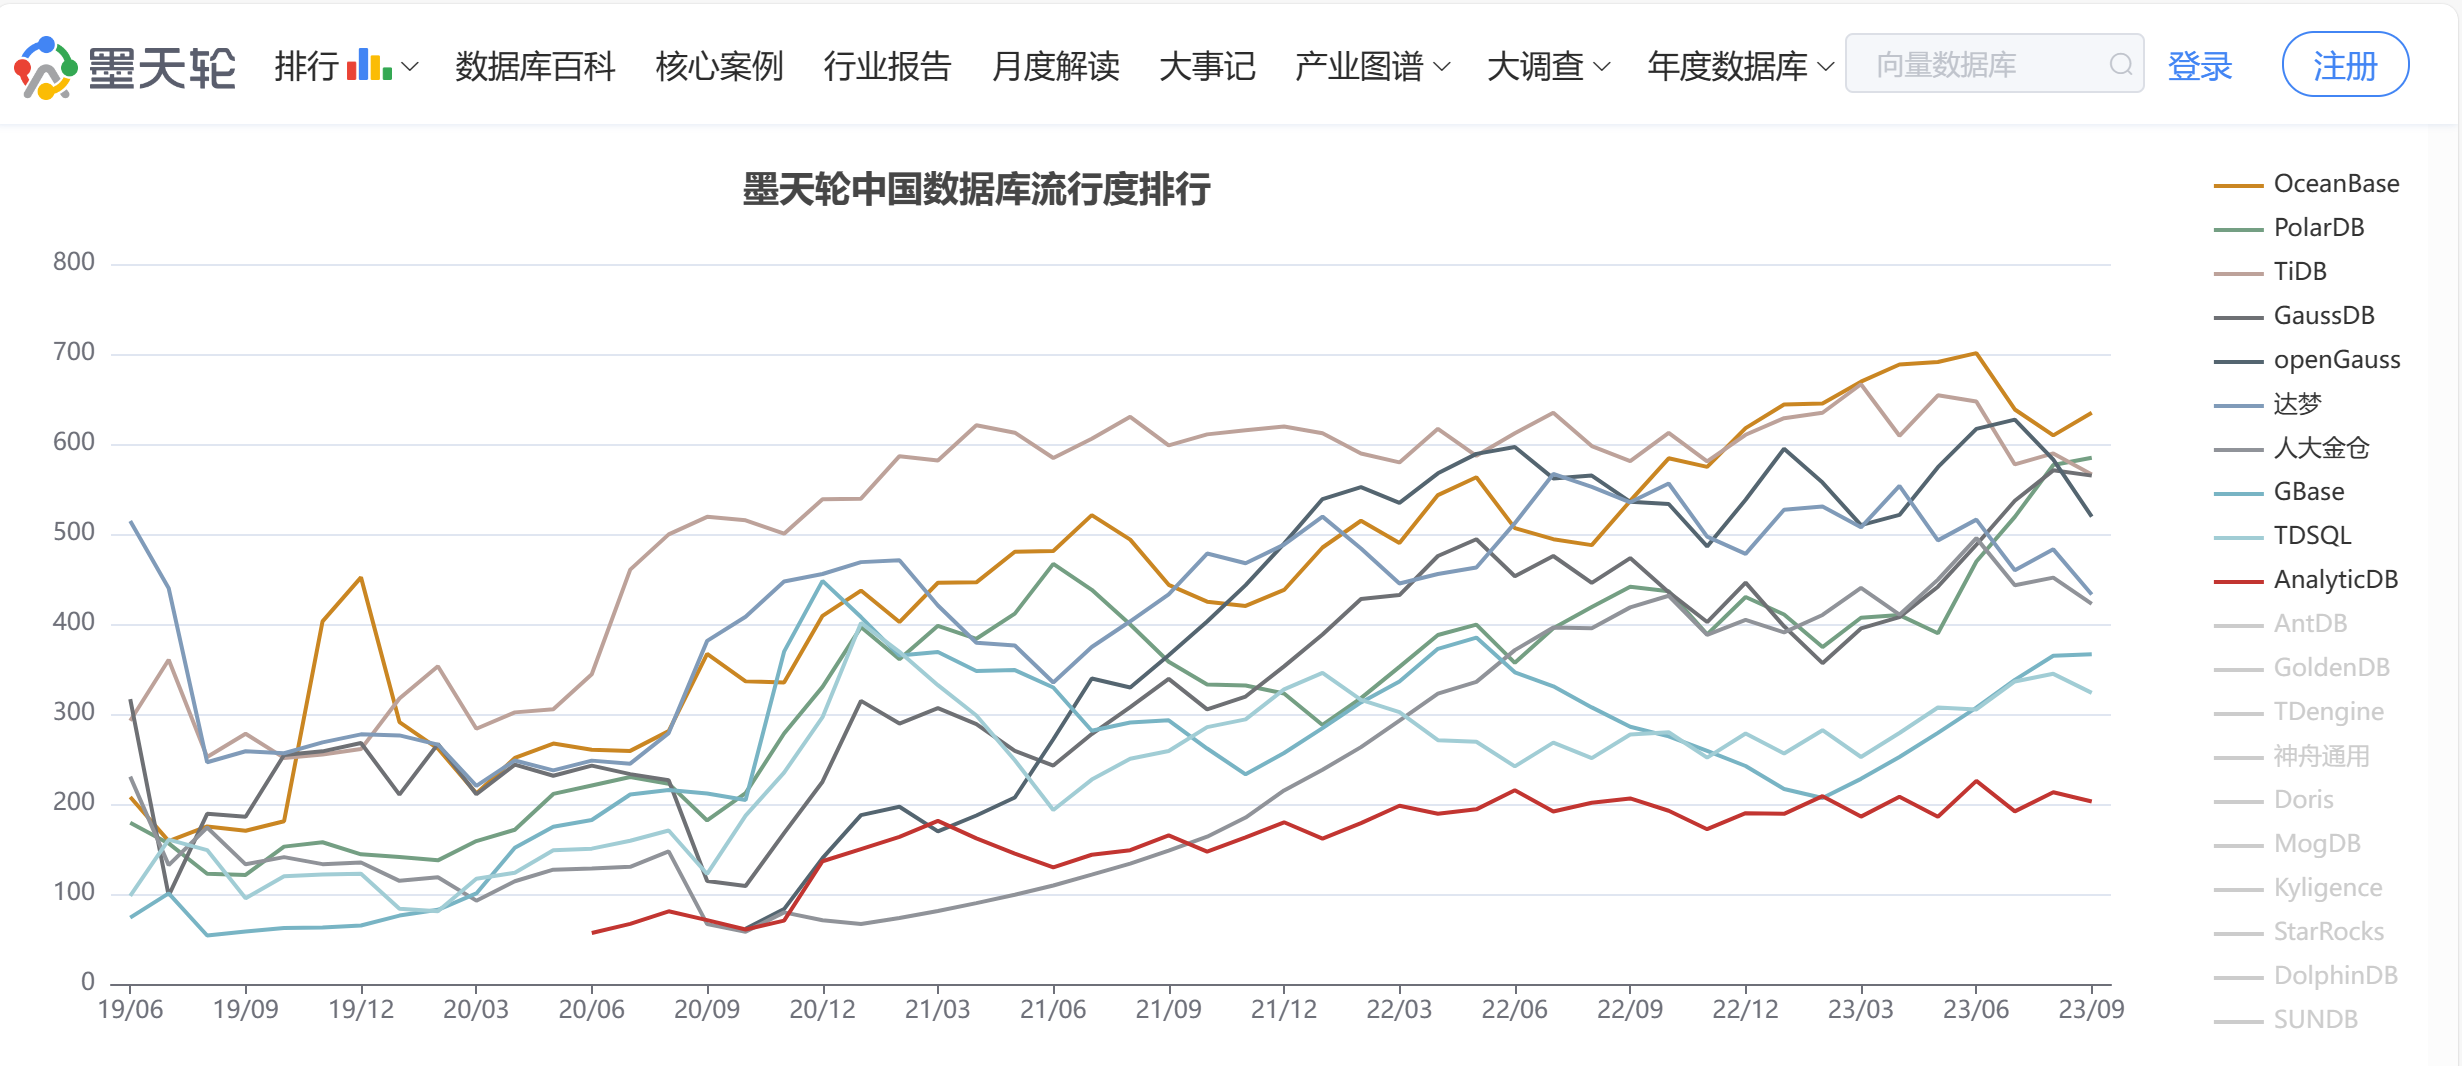 墨天轮 排行 数据库百科 核心案例 行业报告 月度解读 大事记 产业图谱 大调查 年度数据库 向量数据库 登录 注册
墨天轮中国数据库流行度排行
800
700
600
500
400
300
200
100
0
19/06 19/09 19/12 20/03 20/06 20/09 20/12 21/03 21/06 21/09 21/12 22/03 22/06 22/09 22/12 23/03 23/06 23/09
OceanBase
PolarDB
TiDB
GaussDB
openGauss
达梦
人大金仓
GBase
TDSQL
AnalyticDB
AntDB
GoldenDB
TDengine
神舟通用
Doris
MogDB
Kyligence
StarRocks
DolphinDB
SUNDB